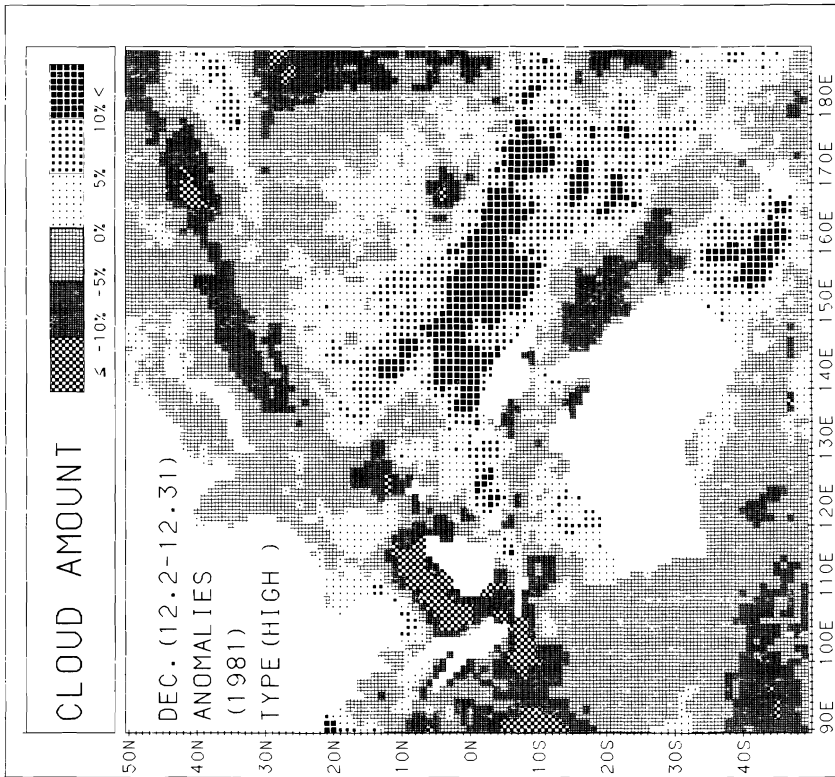 CLOUD AMOUNT
≤ -10% -5% 0% 5% 10% <
DEC.(12.2-12.31)
ANOMALIES
(1981)
TYPE(HIGH )
50N
40N
30N
20N
10N
0N
10S
20S
30S
40S
90E 100E 110E 120E 130E 140E 150E 160E 170E 180E